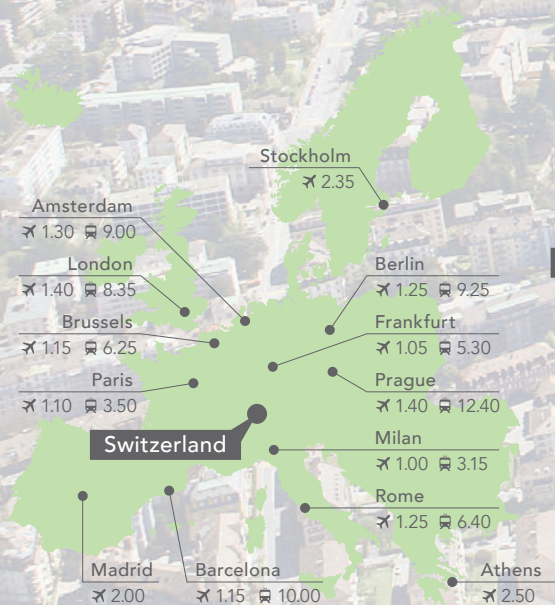 Stockholm
2.35
Amsterdam
1.30 9.00
London
1.40 8.35
Berlin
1.25 9.25
Brussels
1.15 6.25
Frankfurt
1.05 5.30
Paris
1.10 3.50
Prague
1.40 12.40
Switzerland
Milan
1.00 3.15
Rome
1.25 6.40
Madrid
2.00
Barcelona
1.15 10.00
Athens
2.50